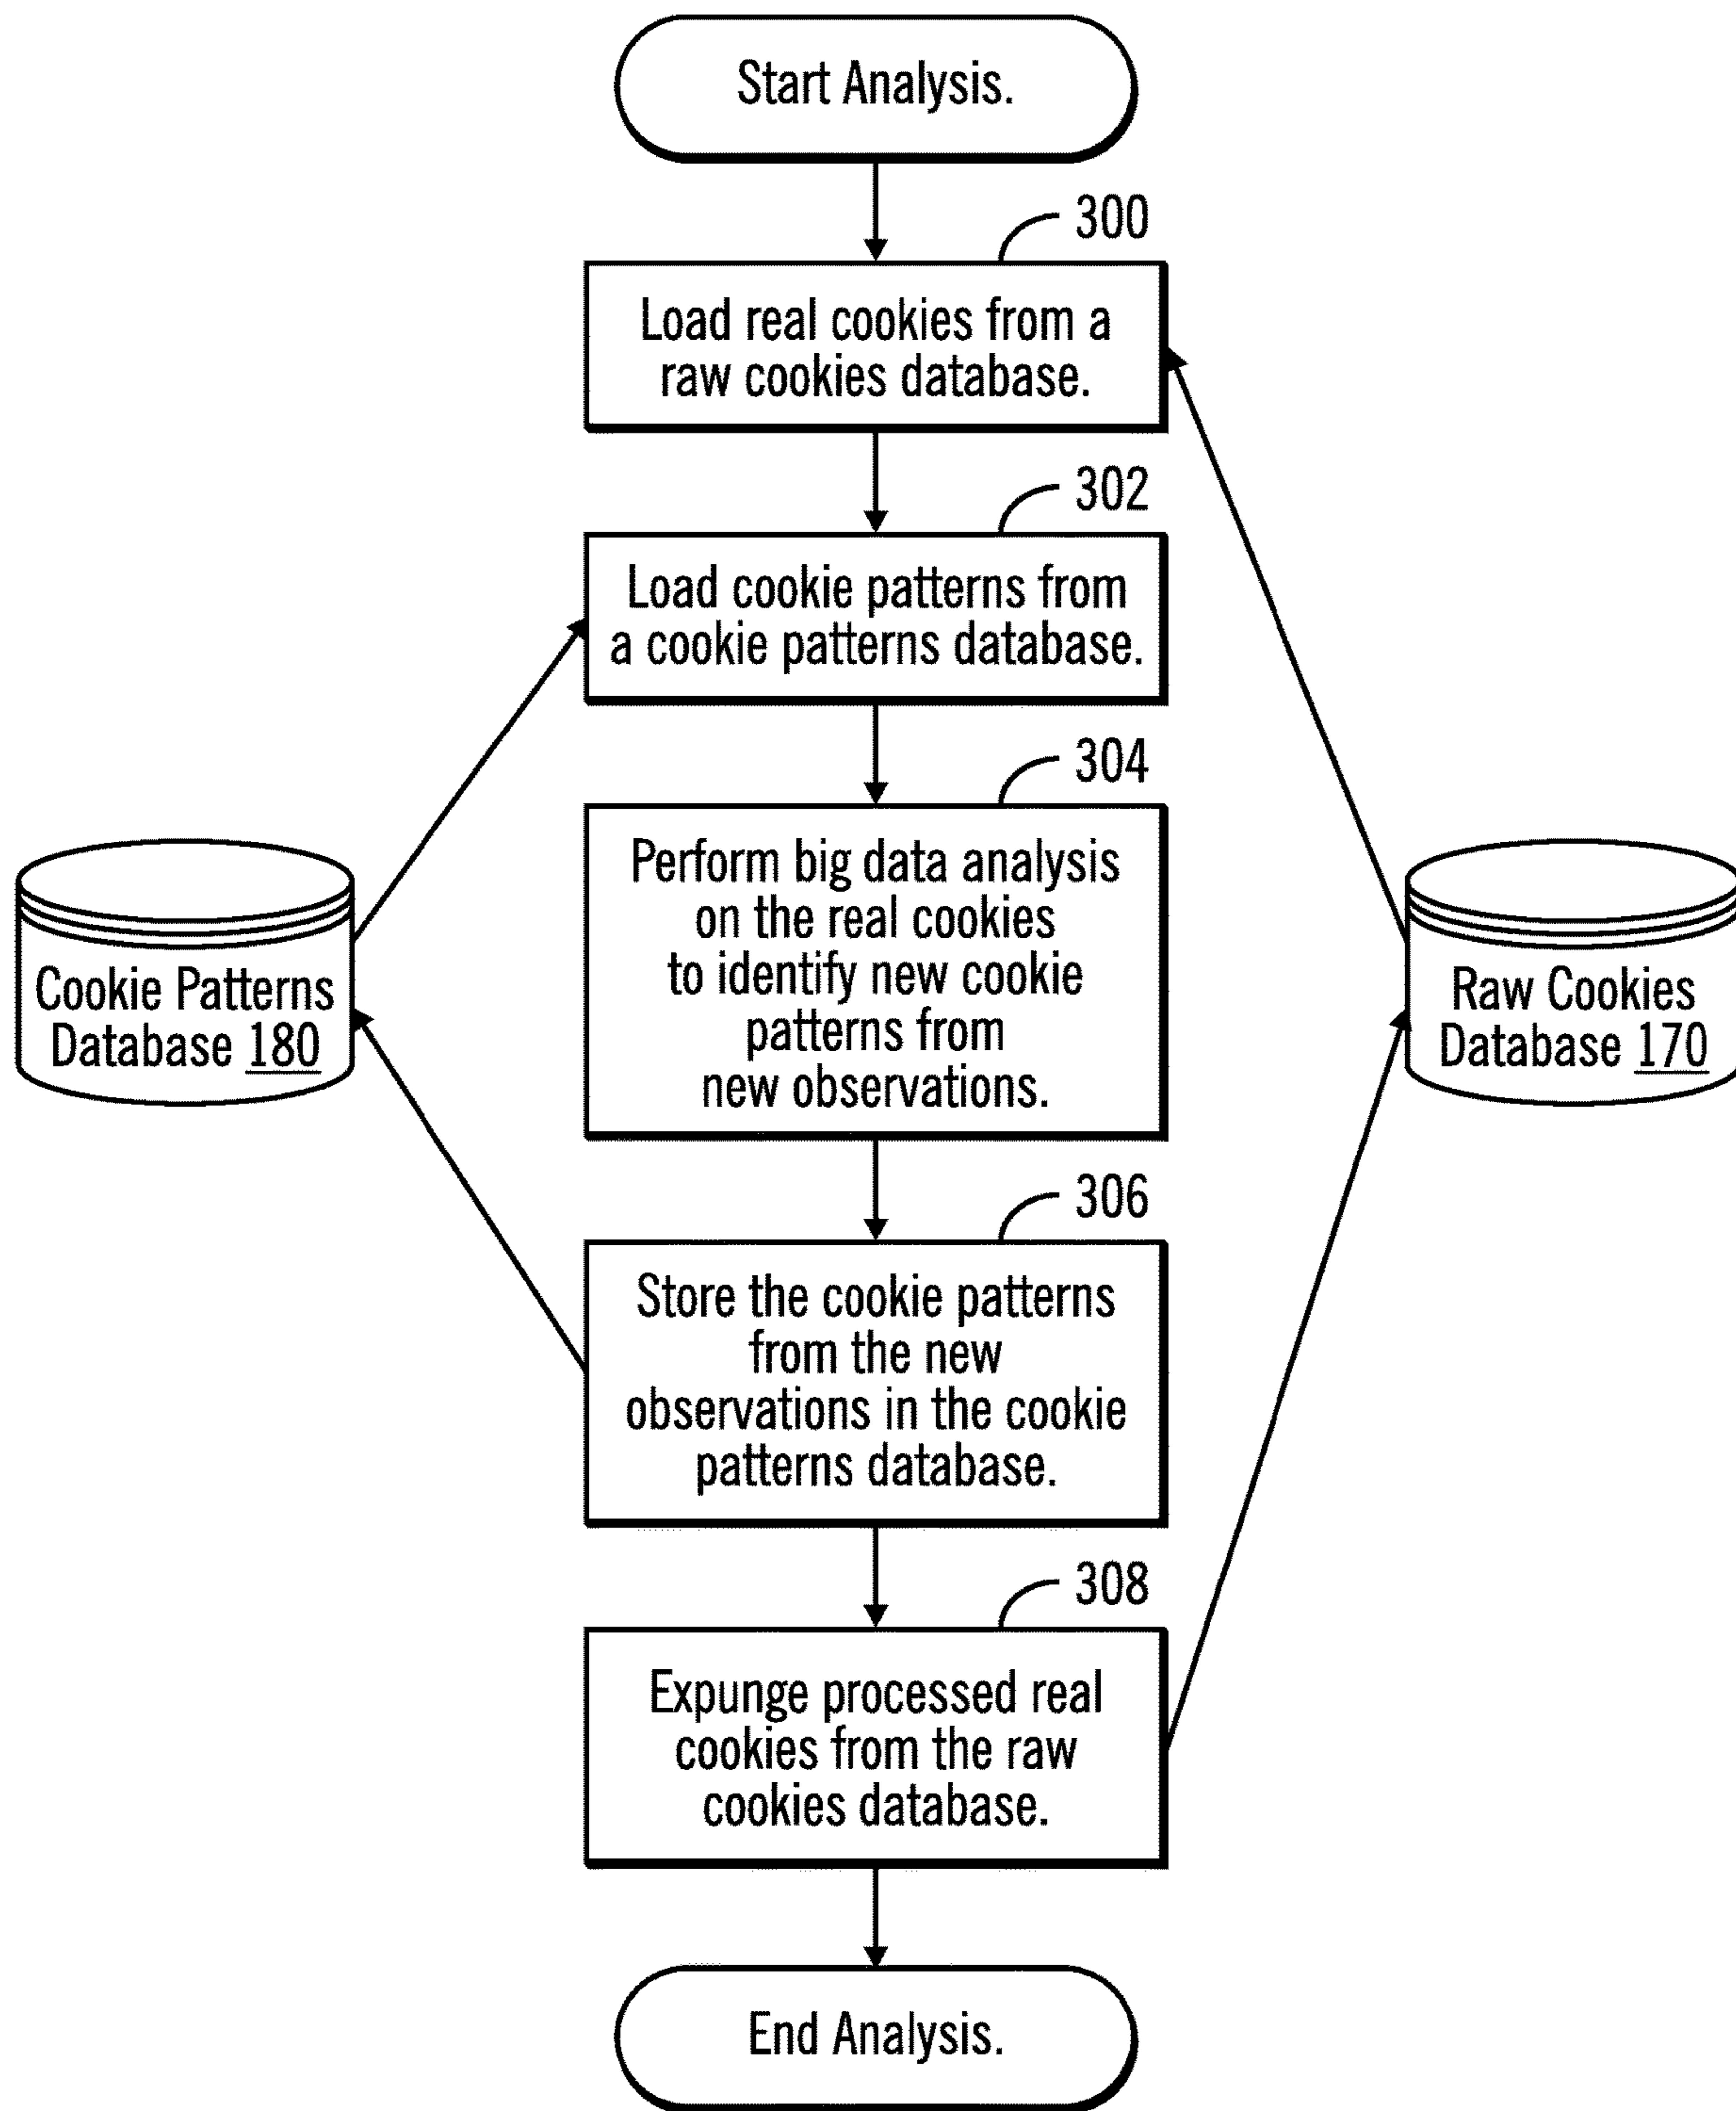 Start Analysis.
300
Load real cookies from a
raw cookies database.
302
Load cookie patterns from
a cookie patterns database.
304
Perform big data analysis
on the real cookies
to identify new cookie
patterns from
new observations.
Cookie Patterns
Database 180
Raw Cookies
Database 170
306
Store the cookie patterns
from the new
observations in the cookie
patterns database.
308
Expunge processed real
cookies from the raw
cookies database.
End Analysis.